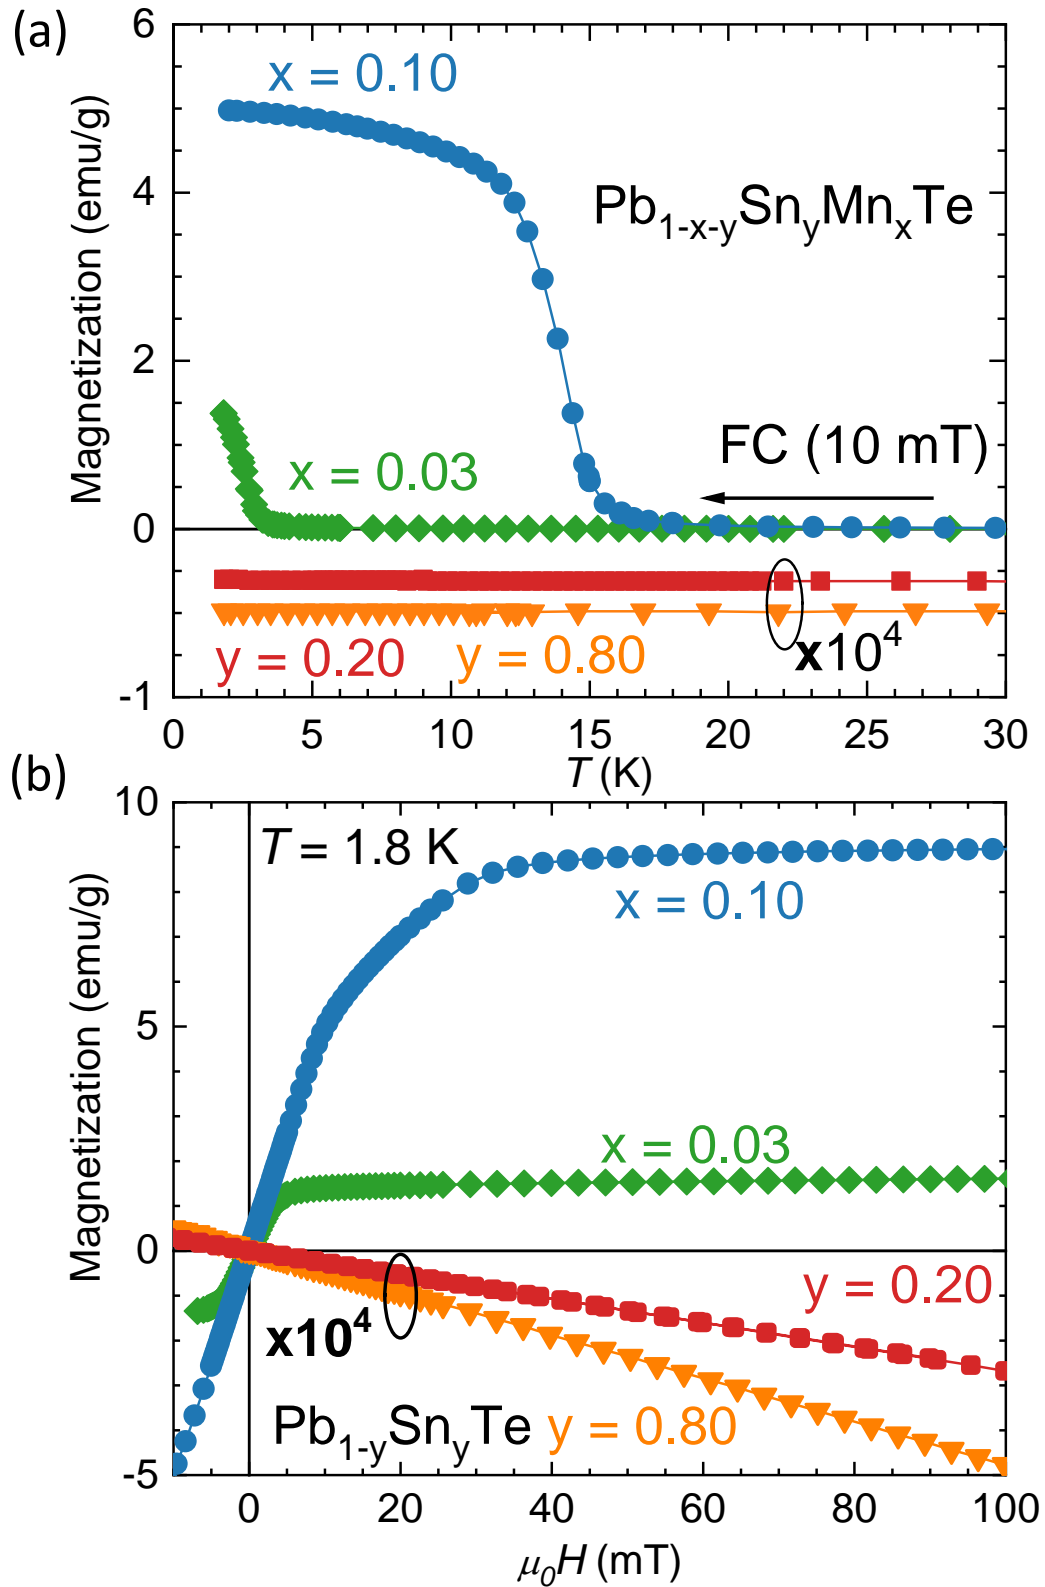 (a)
6
4
2
0
-1
Magnetization (emu/g)
x = 0.10
Pb1-x-ySnyMnxTe
FC (10 mT)
x = 0.03
y = 0.20
y = 0.80
x10⁴
0 5 10 15 20 25 30
T (K)
(b)
10
5
0
-5
Magnetization (emu/g)
T = 1.8 K
x = 0.10
x = 0.03
y = 0.20
x10⁴
Pb1-ySnyTe
y = 0.80
0 20 40 60 80 100
μ0H (mT)